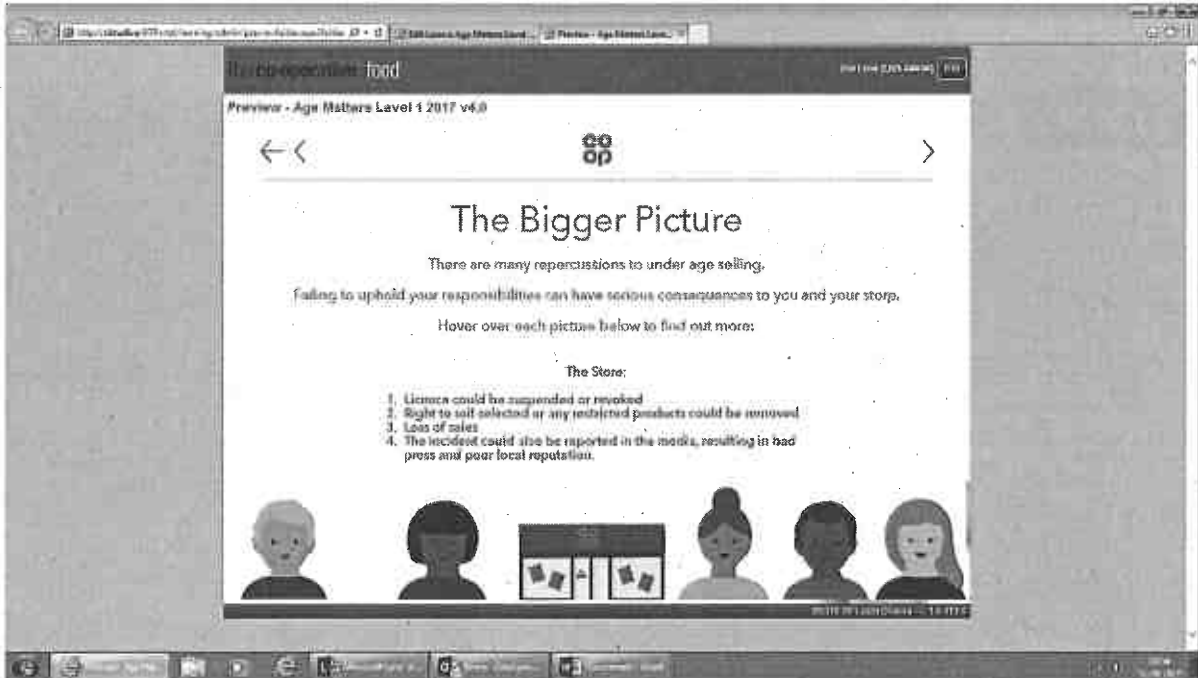 the co-operative food
Preview - Age Matters Level 1 2017 v4.0
co
op
The Bigger Picture
There are many repercussions to under age selling.
Failing to uphold your responsibilities can have serious consequences to you and your store.
Hover over each picture below to find out more:
The Store:
1. Licence could be suspended or revoked
2. Right to sell selected or any restricted products could be removed
3. Loss of sales
4. The incident could also be reported in the media, resulting in bad
press and poor local reputation.